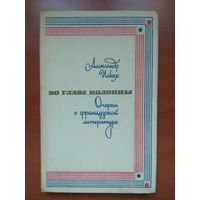 Александр
Исбах
ВО ГЛАВЕ КОЛОННЫ
Очерки
о французской
литературе